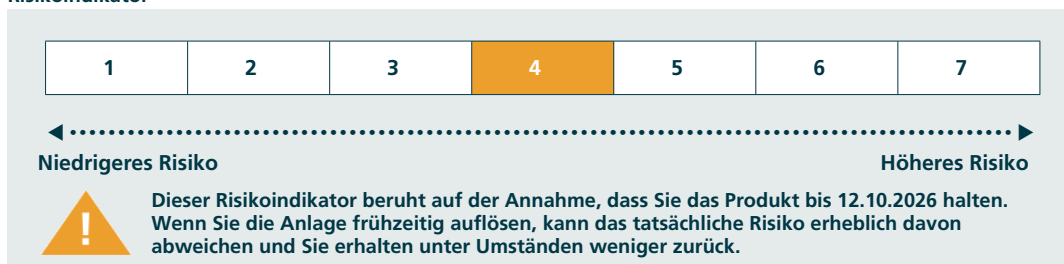 Risikoindikator
1 2 3 4 5 6 7
Niedrigeres Risiko Höheres Risiko
! Dieser Risikoindikator beruht auf der Annahme, dass Sie das Produkt bis 12.10.2026 halten.
Wenn Sie die Anlage frühzeitig auflösen, kann das tatsächliche Risiko erheblich davon
abweichen und Sie erhalten unter Umständen weniger zurück.